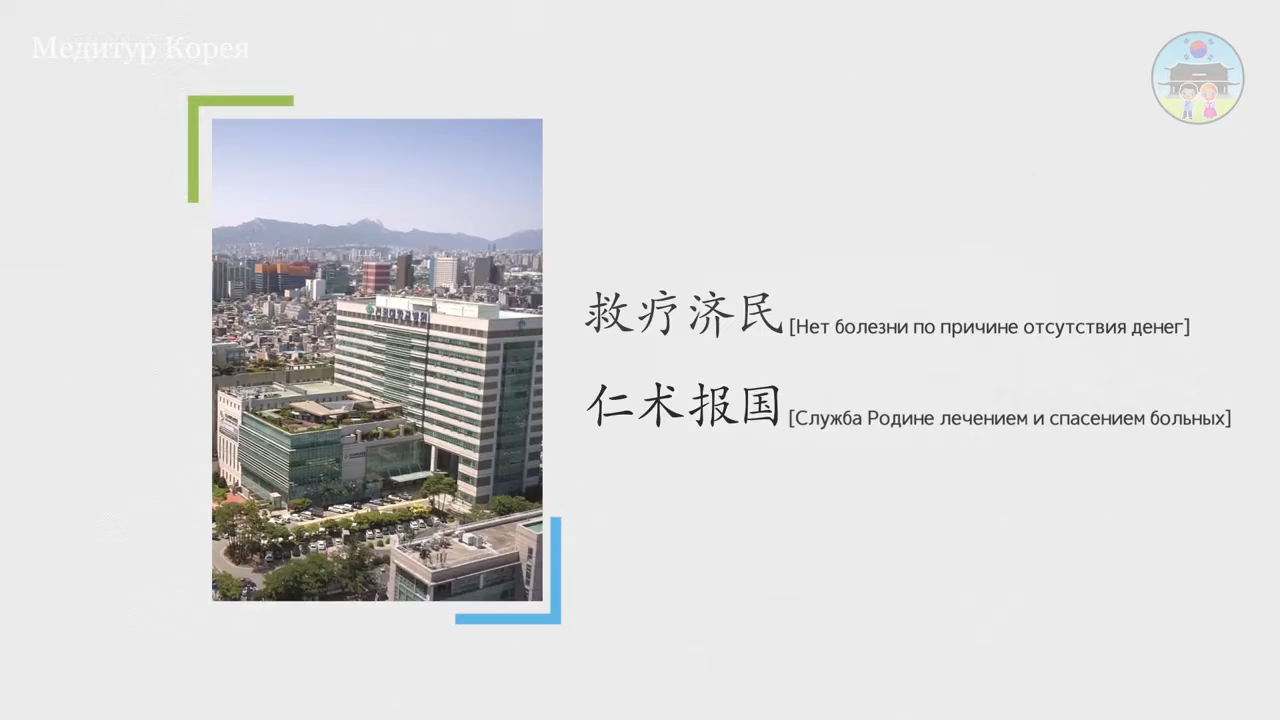 Медитур Корея
救疗济民 [Нет болезни по причине отсутствия денег]
仁术报国 [Служба Родине лечением и спасением больных]